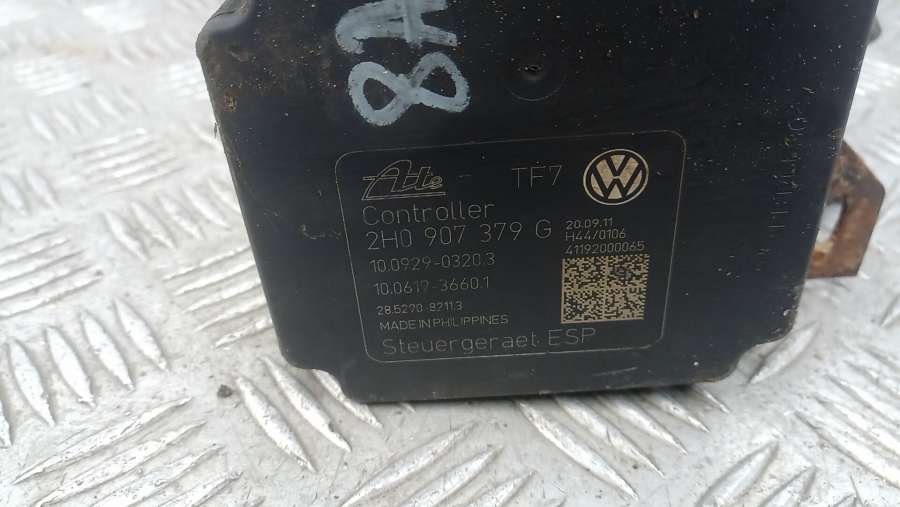 8A
Ate TF7
Controller
2H0 907 379 G
20.09.11
H44/0106
41192000065
10.0929-0320.3
10.0619-3660.1
28.5290-8211.3
MADE IN PHILIPPINES
Steuergeraet ESP